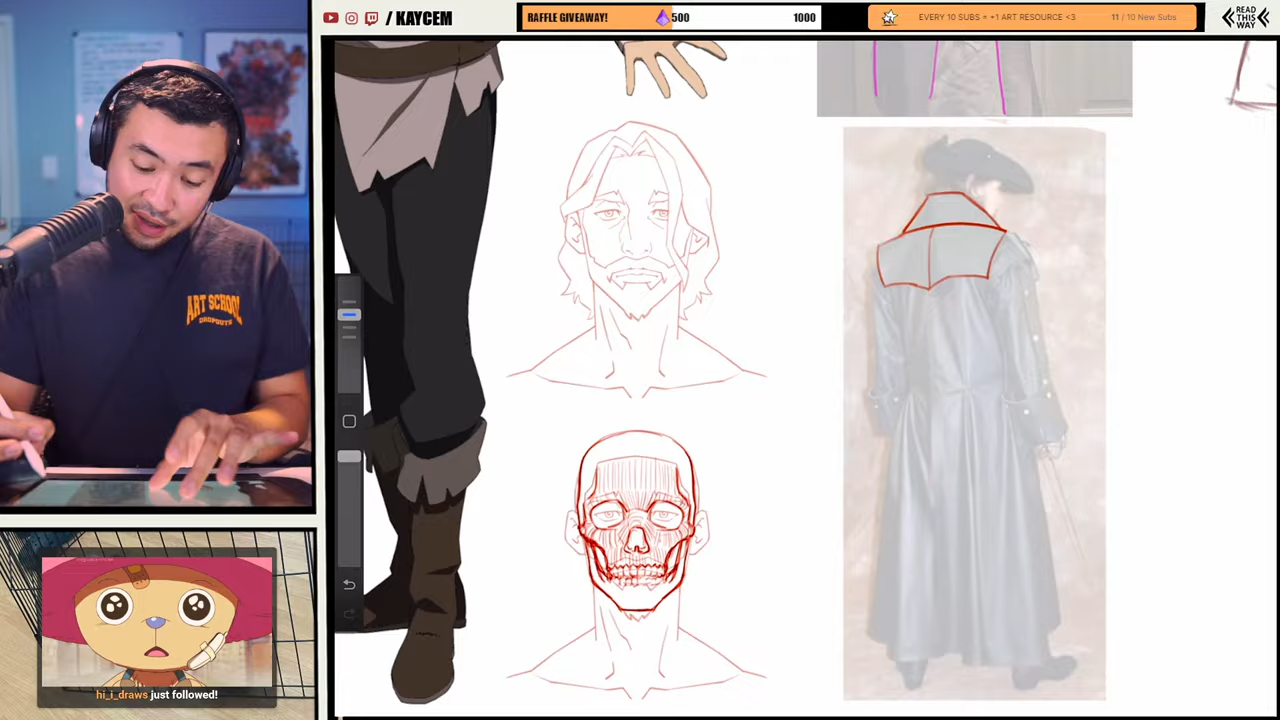 / KAYCEM
RAFFLE GIVEAWAY!
500
1000
EVERY 10 SUBS = +1 ART RESOURCE <3
11 / 10 New Subs
READ
THIS
WAY
ART SCHOOL
DROPOUTS
hi_i_draws just followed!